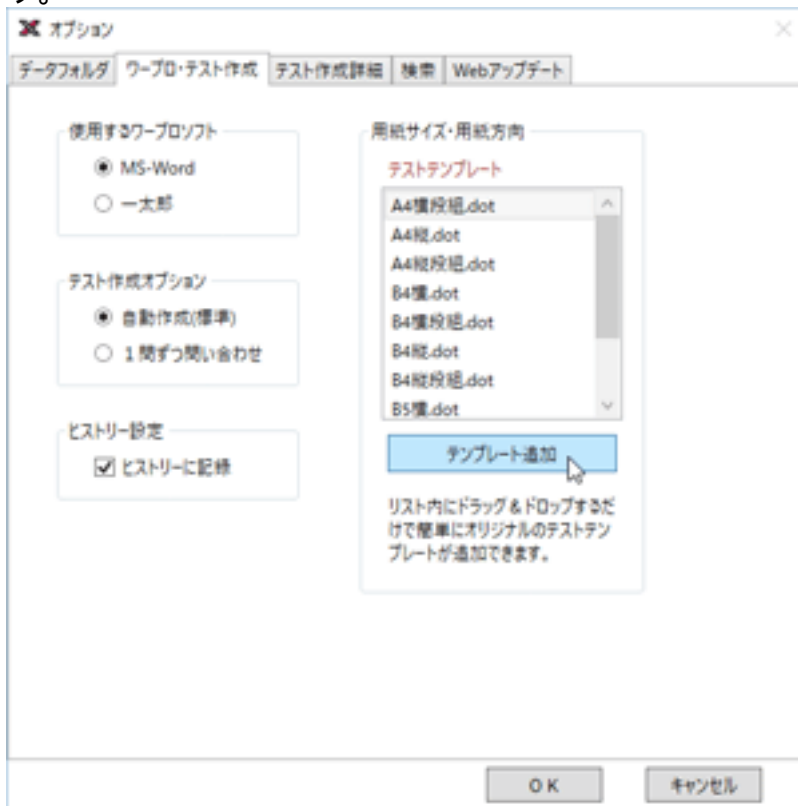 す。
オプション
データフォルダ ワープロ・テスト作成 テスト作成詳細 検索 Webアップデート
使用するワープロソフト
MS-Word
一太郎
テスト作成オプション
自動作成(標準)
1問ずつ問い合わせ
ヒストリー設定
ヒストリーに記録
用紙サイズ・用紙方向
テストテンプレート
A4横段組.dot
A4縦.dot
A4縦段組.dot
B4横.dot
B4横段組.dot
B4縦.dot
B4縦段組.dot
B5横.dot
テンプレート追加
リスト内にドラッグ&ドロップするだ
けで簡単にオリジナルのテストテン
プレートが追加できます。
OK キャンセル